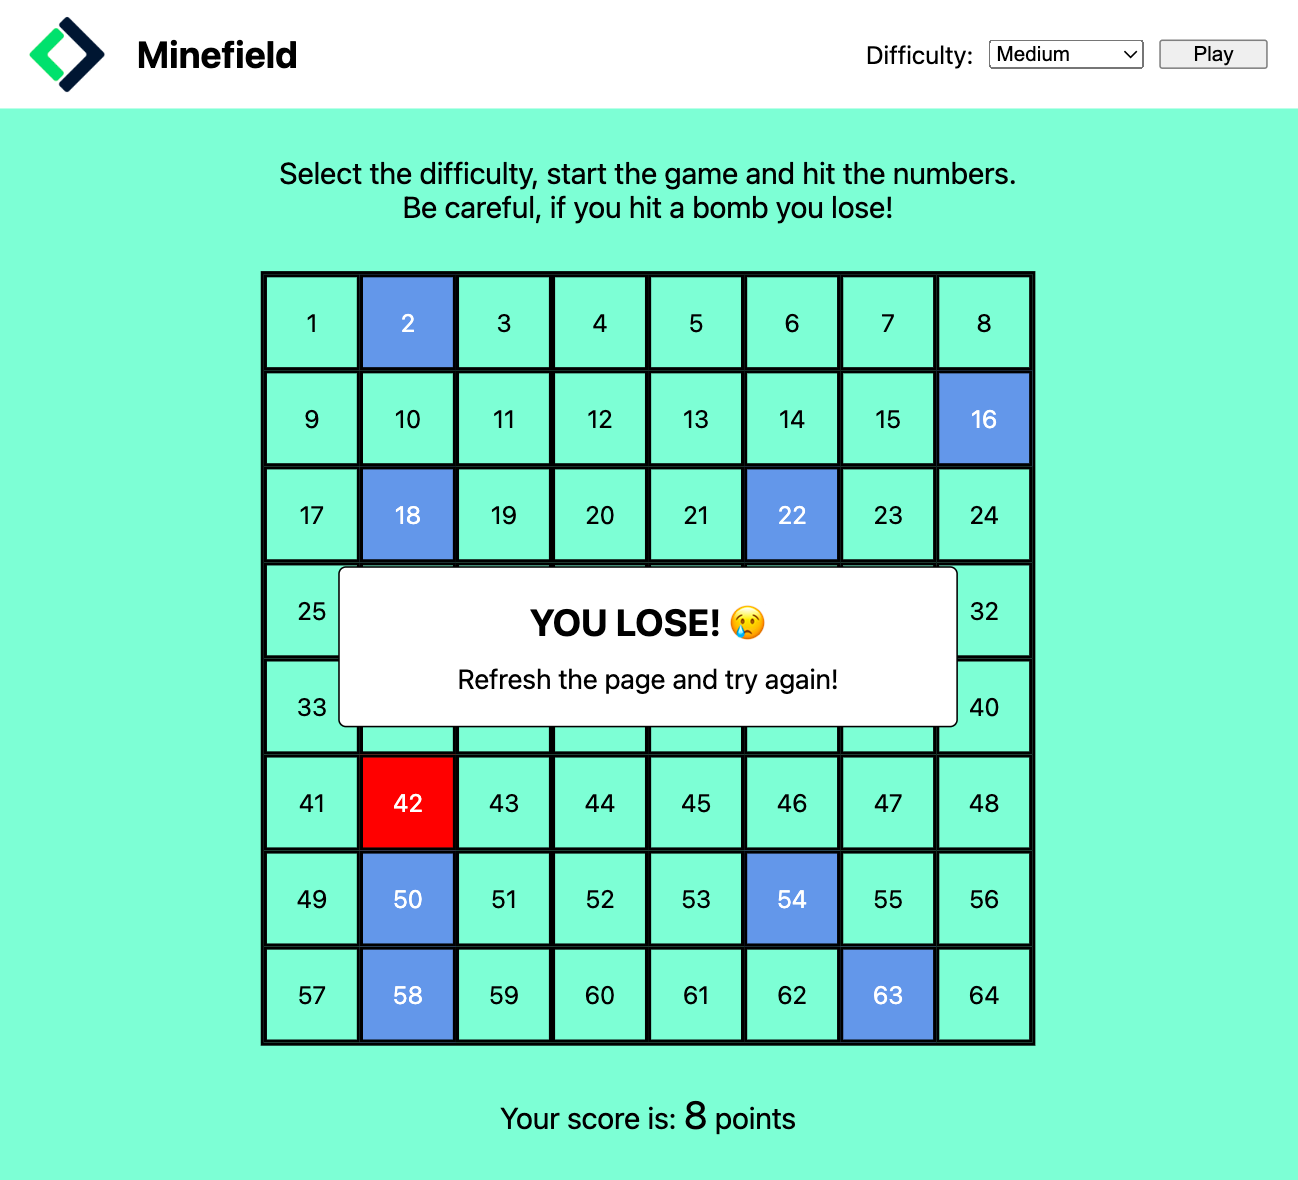 Minefield
Difficulty: Medium Play
Select the difficulty, start the game and hit the numbers.
Be careful, if you hit a bomb you lose!
1 2 3 4 5 6 7 8
9 10 11 12 13 14 15 16
17 18 19 20 21 22 23 24
25 32
YOU LOSE! 😢
Refresh the page and try again!
33 40
41 42 43 44 45 46 47 48
49 50 51 52 53 54 55 56
57 58 59 60 61 62 63 64
Your score is: 8 points